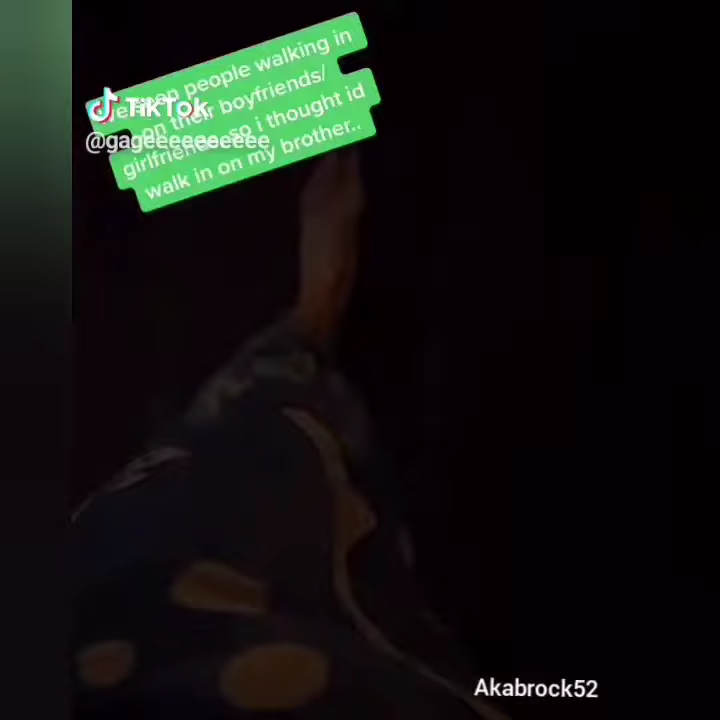 people walking in
on their boyfriends/
girlfriends so i thought id
walk in on my brother..
TikTok
@gageeeeeeeeee
Akabrock52